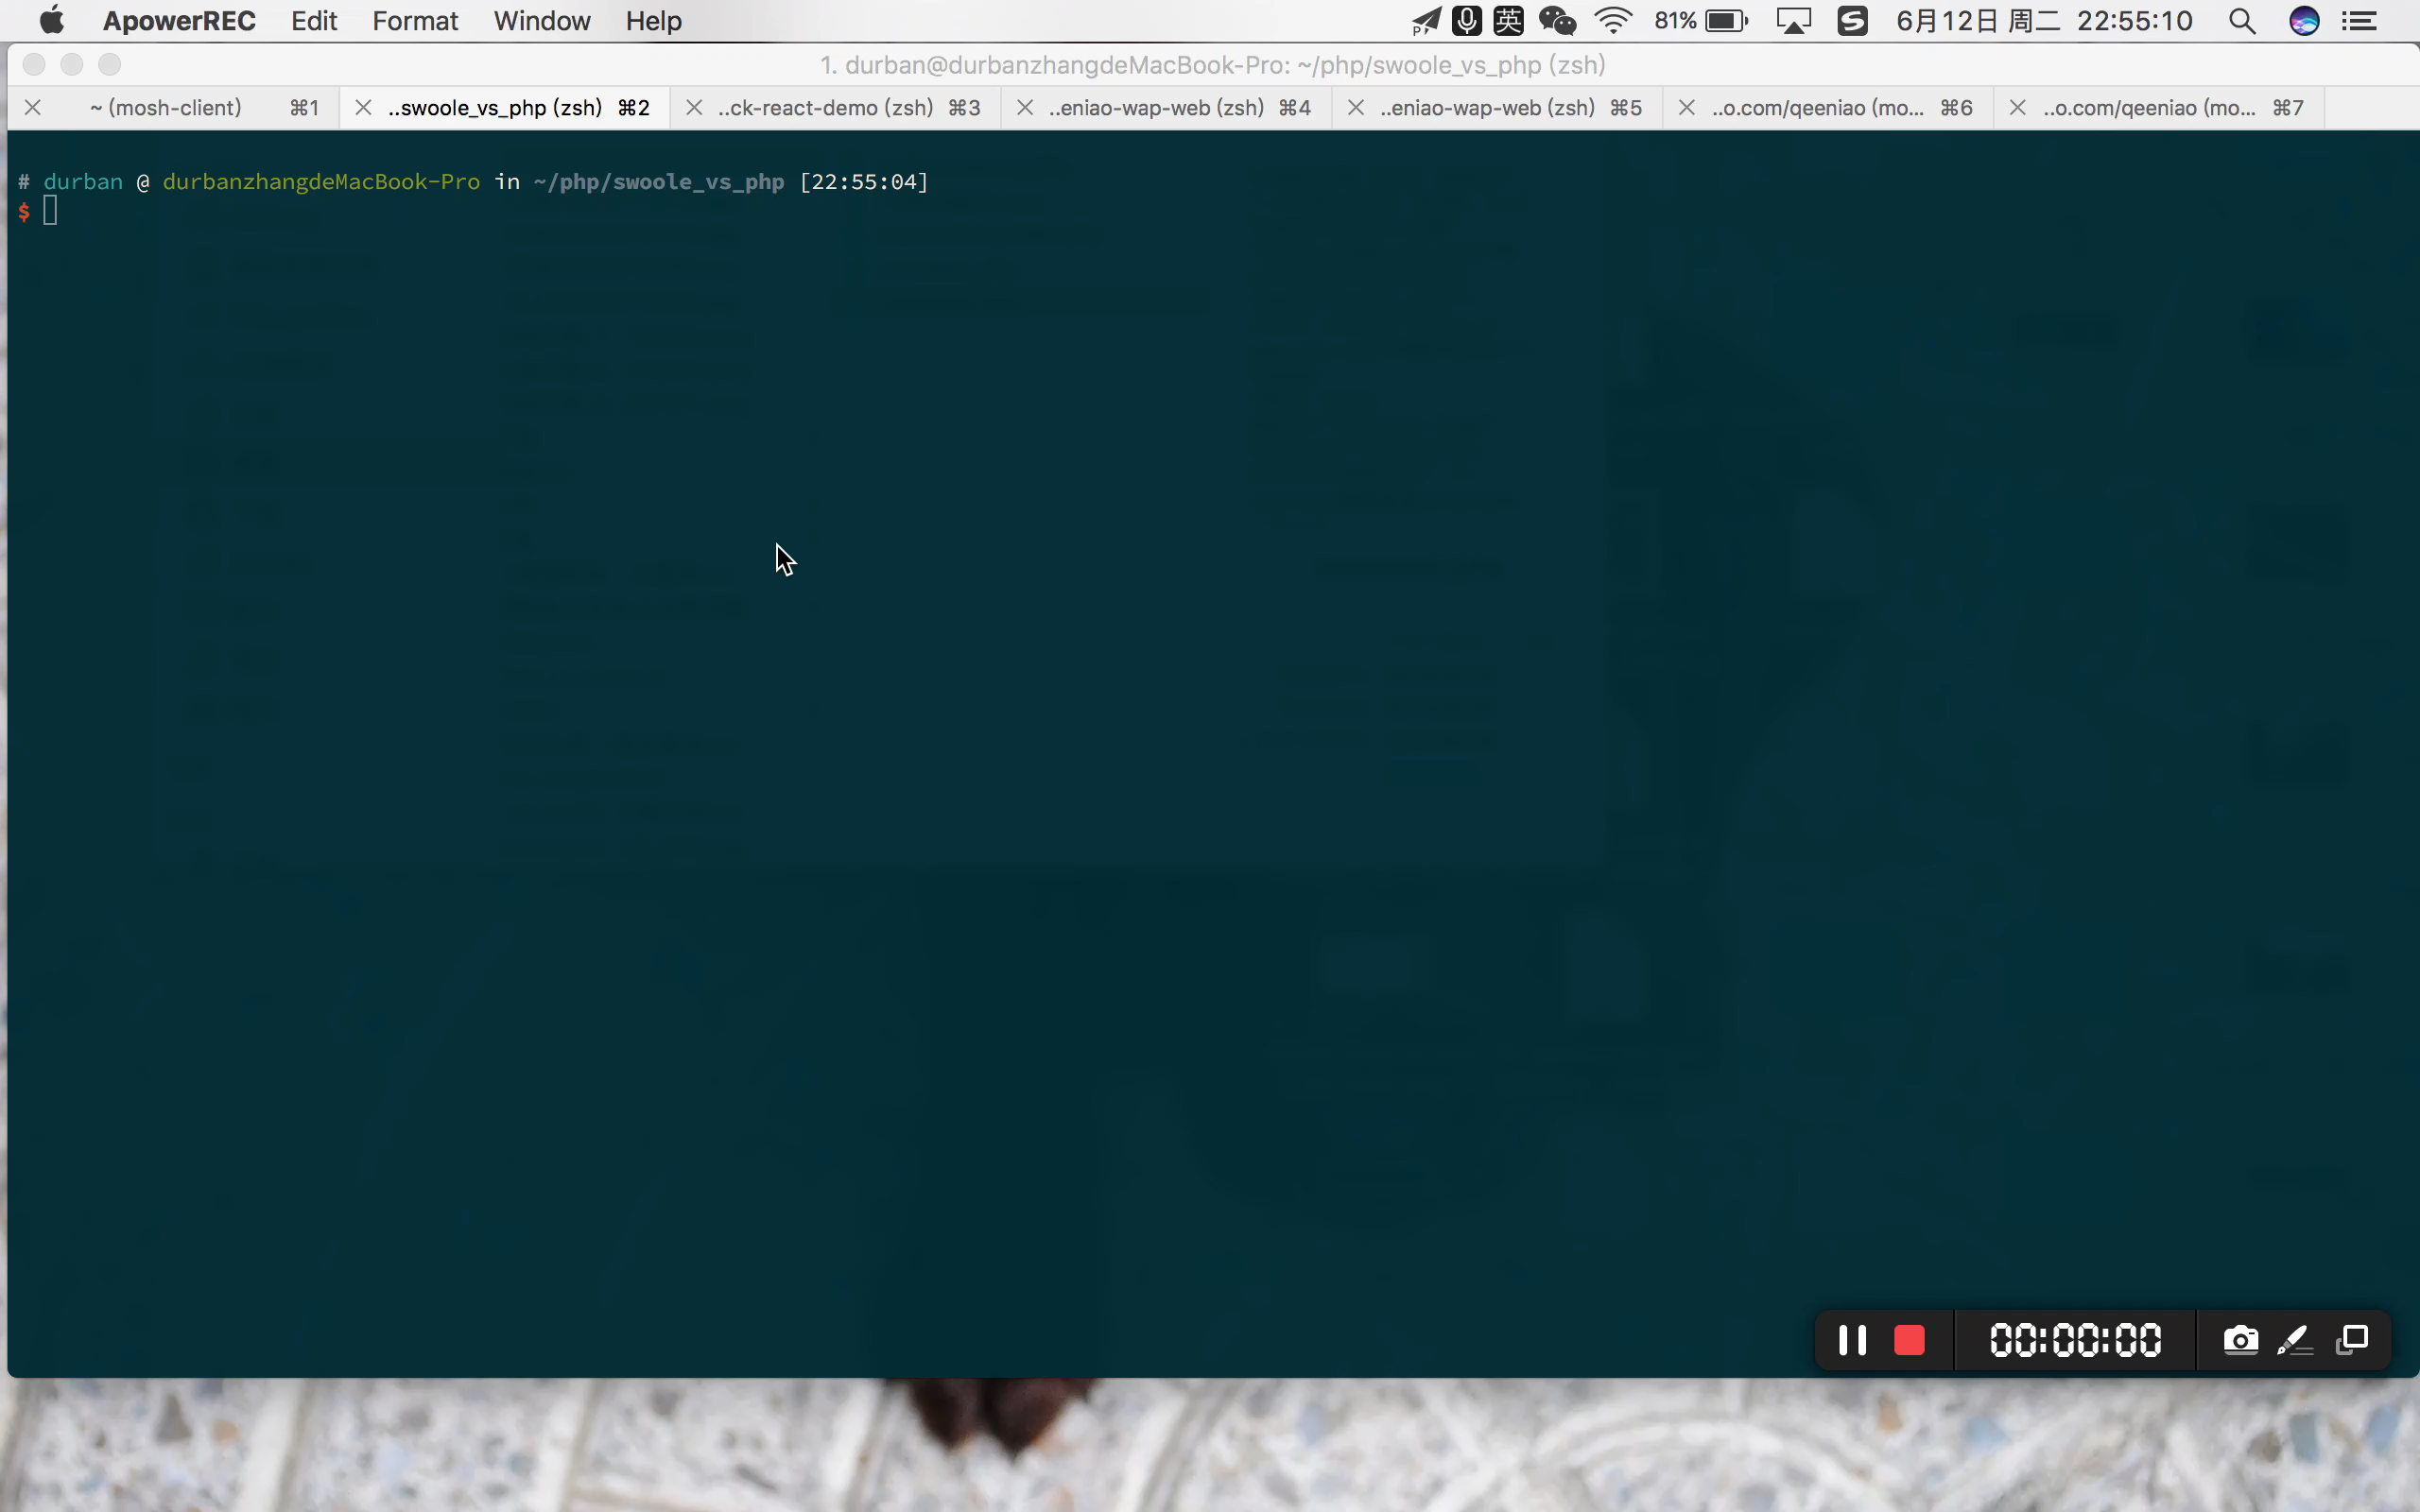 ApowerREC Edit Format Window Help 英 81% 6月12日 周二 22:55:10
1. durban@durbanzhangdeMacBook-Pro: ~/php/swoole_vs_php (zsh)
~ (mosh-client) ⌘1 ..swoole_vs_php (zsh) ⌘2 ..ck-react-demo (zsh) ⌘3 ..eniao-wap-web (zsh) ⌘4 ..eniao-wap-web (zsh) ⌘5 ..o.com/qeeniao (mo... ⌘6 ..o.com/qeeniao (mo... ⌘7
# durban @ durbanzhangdeMacBook-Pro in ~/php/swoole_vs_php [22:55:04]
$
00:00:00